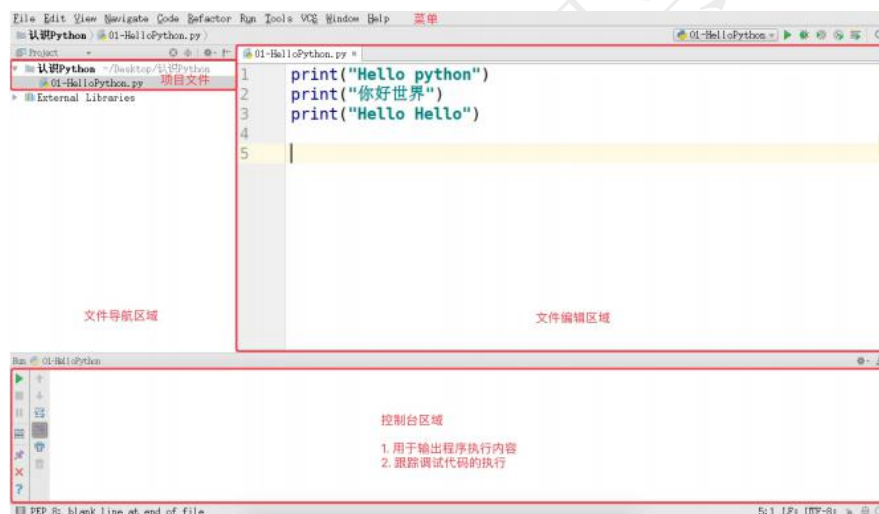 File Edit View Navigate Code Refactor Run Tools VCS Window Help 菜单
认识Python 01-HelloPython.py
01-HelloPython
Project
01-HelloPython.py
认识Python ~/Desktop/认识Python
01-HelloPython.py 项目文件
External Libraries
1 print("Hello python")
2 print("你好世界")
3 print("Hello Hello")
4
5
文件导航区域
文件编辑区域
Run 01-HelloPython
控制台区域
1. 用于输出程序执行内容
2. 跟踪调试代码的执行
PEP 8: blank line at end of file
5:1 LF: UTF-8: